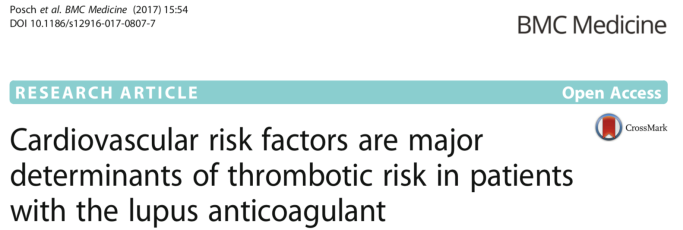 Posch et al. BMC Medicine (2017) 15:54
DOI 10.1186/s12916-017-0807-7
BMC Medicine
RESEARCH ARTICLE
Open Access
CrossMark
Cardiovascular risk factors are major
determinants of thrombotic risk in patients
with the lupus anticoagulant